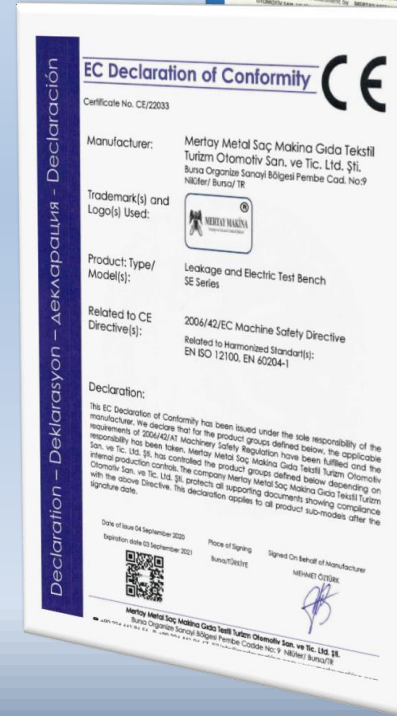 EC Declaration of Conformity CE
Certificate No. CE/22033
Manufacturer:
Mertay Metal Saç Makina Gıda Tekstil
Turizm Otomotiv San. ve Tic. Ltd. Şti.
Bursa Organize Sanayi Bölgesi Pembe Cad. No:9
Nilüfer/ Bursa/ TR
Trademark(s) and
Logo(s) Used:
MERTAY MAKİNA
®
Product: Type/
Model(s):
Leakage and Electric Test Bench
SE Series
Related to CE
Directive(s):
2006/42/EC Machine Safety Directive
Related to Harmonized Standart(s):
EN ISO 12100, EN 60204-1
Declaration:
This EC Declaration of Conformity has been issued under the sole responsibility of the
manufacturer. We declare that for the product groups defined below, the applicable
requirements of 2006/42/AT Machinery Safety Regulation have been fulfilled and the
responsibility has been taken. Mertay Metal Saç Makina Gıda Tekstil Turizm Otomotiv
San. ve Tic. Ltd. Şti. has controlled the product groups defined below depending on
internal production controls. The company Mertay Metal Saç Makina Gıda Tekstil Turizm
Otomotiv San. ve Tic. Ltd. Şti. protects all supporting documents showing compliance
with the above Directive. This declaration applies to all product sub-models after the
signature date.
Date of Issue 04 September 2020
Expiration date 03 September 2021
Place of Signing
Bursa/TÜRKİYE
Signed On Behalf of Manufacturer
MEHMET ÖZTÜRK
Mertay Metal Saç Makina Gıda Testil Turizm Otomotiv San. ve Tic. Ltd. Şti.
Bursa Organize Sanayi Bölgesi Pembe Cadde No: 9 Nilüfer/ Bursa/TR
Declaration – Deklarasyon – декларация - Declaración